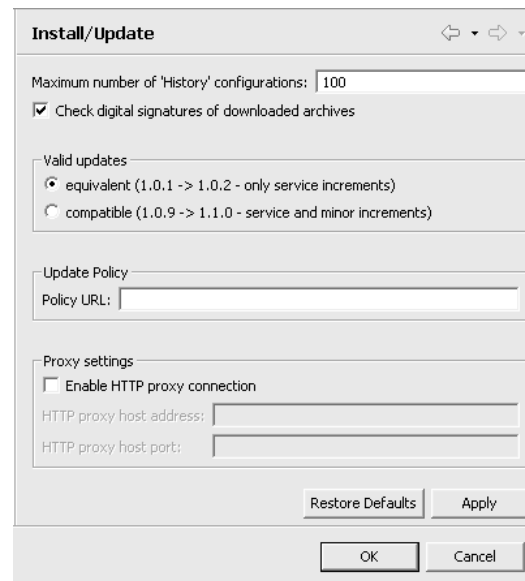 Install/Update
Maximum number of 'History' configurations: 100
Check digital signatures of downloaded archives
Valid updates
equivalent (1.0.1 -> 1.0.2 - only service increments)
compatible (1.0.9 -> 1.1.0 - service and minor increments)
Update Policy
Policy URL:
Proxy settings
Enable HTTP proxy connection
HTTP proxy host address:
HTTP proxy host port:
Restore Defaults Apply
OK Cancel